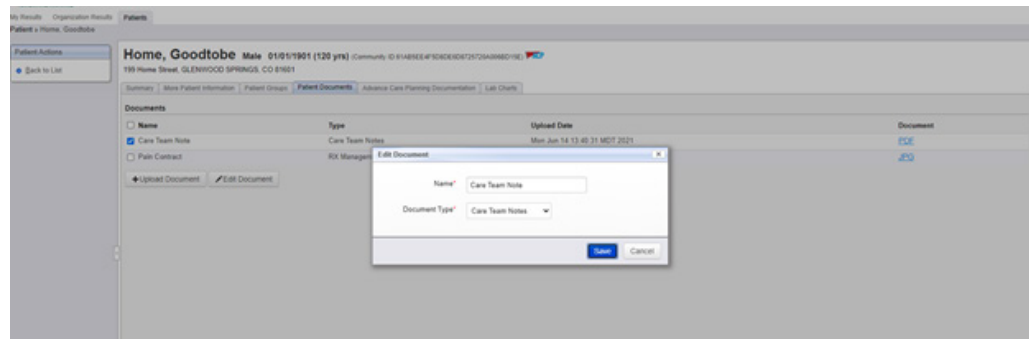 My Results Organization Results Patients
Patient » Home, Goodtobe
Patient Actions
Back to List
Home, Goodtobe Male 01/01/1901 (120 yrs)
199 Home Street, GLENWOOD SPRINGS, CO 81601
Summary More Patient Information Patient Groups Patient Documents Advance Care Planning Documentation Lab Charts
Documents
Name Type Upload Date Document
Care Team Note Care Team Notes Mon Jun 14 13:40:31 MDT 2021 PDF
Pain Contract RX Managem JPG
Upload Document Edit Document
Edit Document
Name* Care Team Note
Document Type* Care Team Notes
Save Cancel